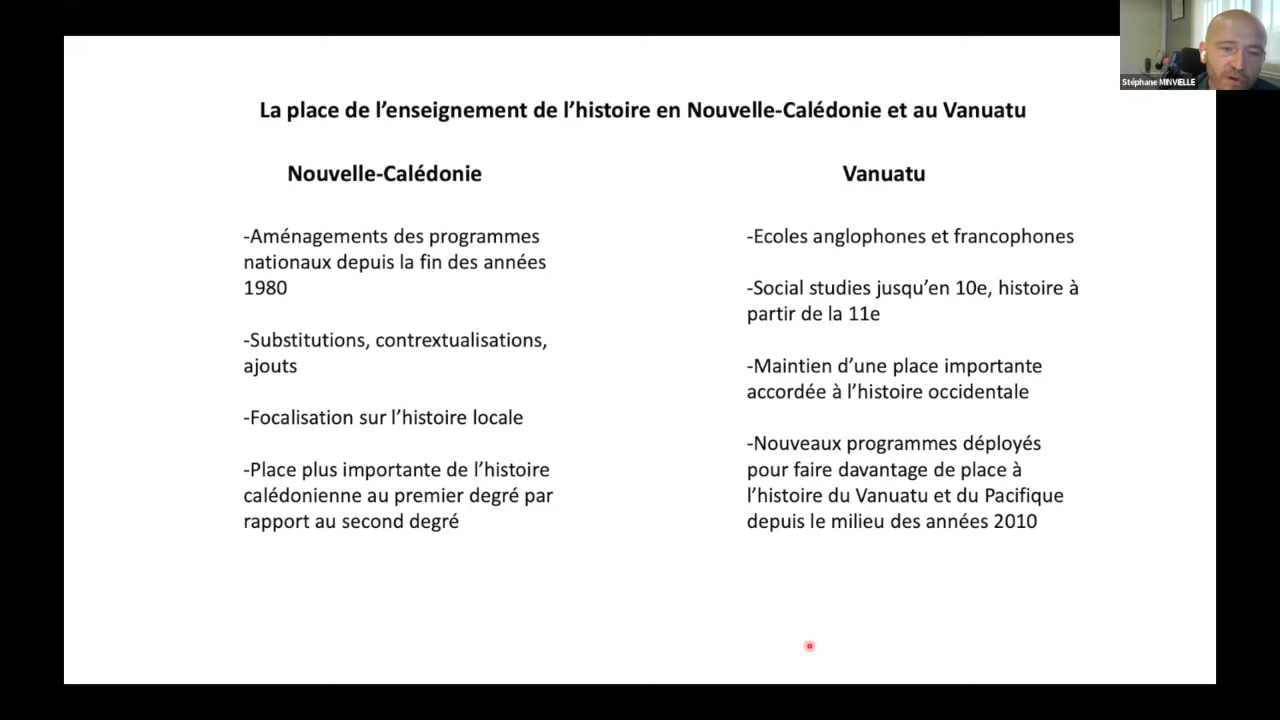 La place de l'enseignement de l'histoire en Nouvelle-Calédonie et au Vanuatu
Nouvelle-Calédonie
-Aménagements des programmes
nationaux depuis la fin des années
1980
-Substitutions, contrextualisations,
ajouts
-Focalisation sur l'histoire locale
-Place plus importante de l'histoire
calédonienne au premier degré par
rapport au second degré
Vanuatu
-Ecoles anglophones et francophones
-Social studies jusqu'en 10e, histoire à
partir de la 11e
-Maintien d'une place importante
accordée à l'histoire occidentale
-Nouveaux programmes déployés
pour faire davantage de place à
l'histoire du Vanuatu et du Pacifique
depuis le milieu des années 2010
Stéphane MINVIELLE